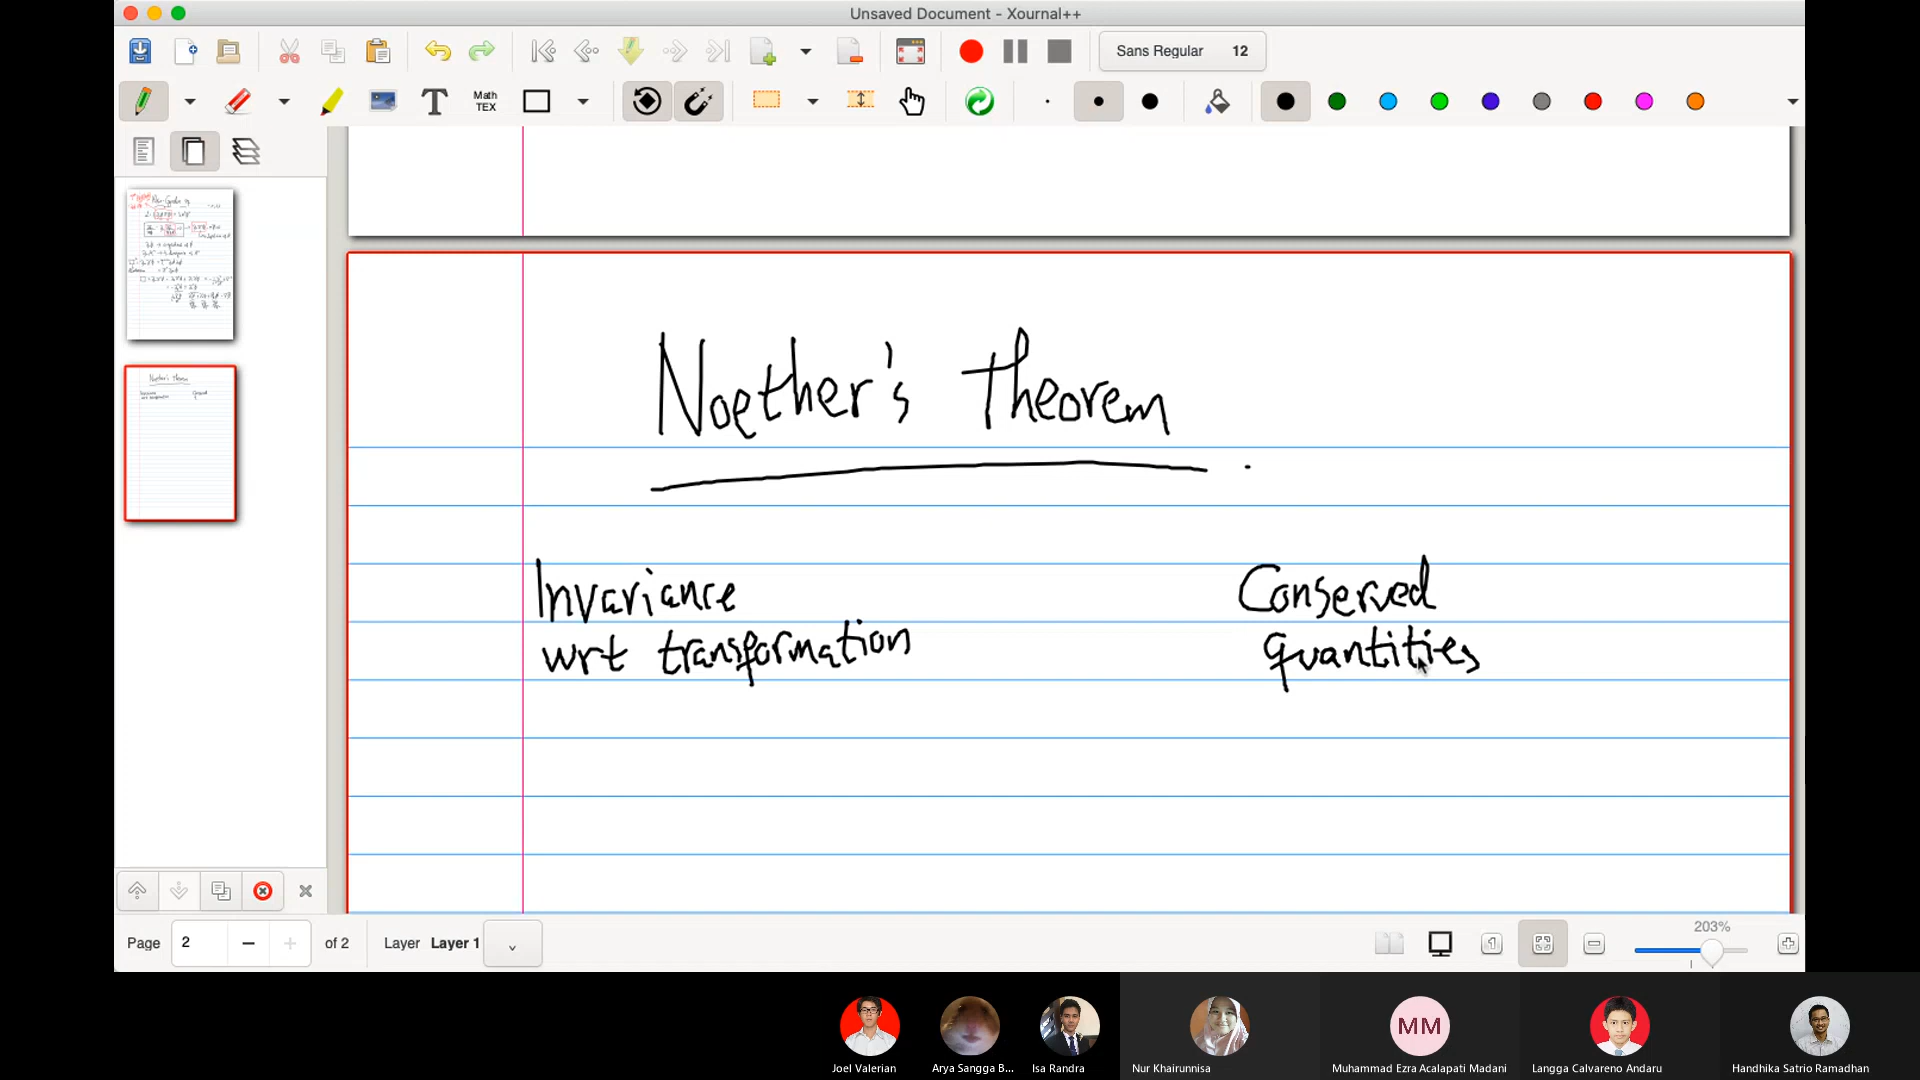 Unsaved Document - Xournal++
Sans Regular 12
T
Math
TEX
Noether's Theorem
Invariance
wrt transformation
Conserved
quantities
Page 2 of 2 Layer Layer 1
203%
MM
Joel Valerian
Arya Sangga B...
Isa Randra
Nur Khairunnisa
Muhammad Ezra Acalapati Madani
Langga Calvareno Andaru
Handhika Satrio Ramadhan